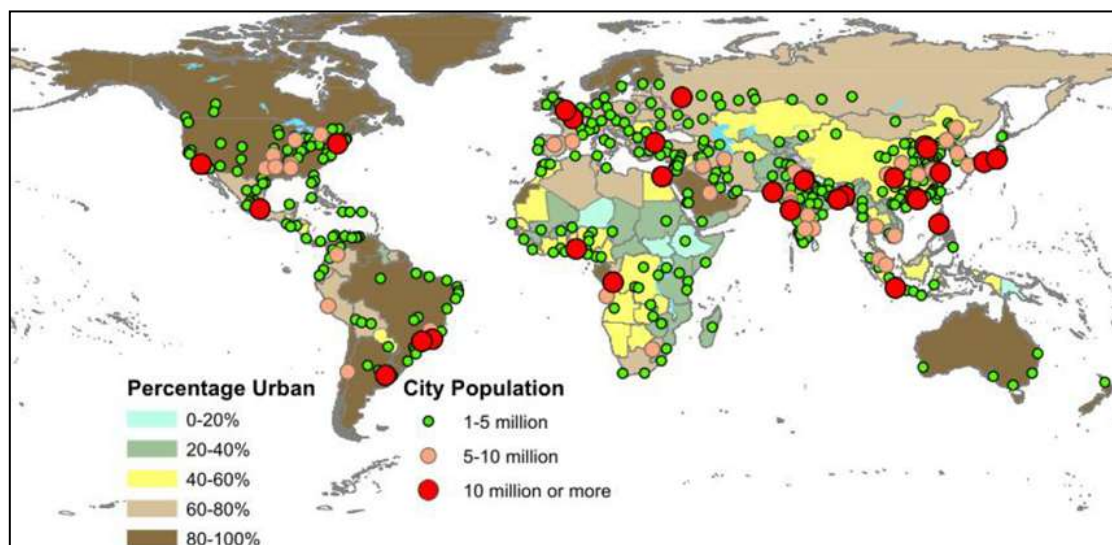 Percentage Urban
0-20%
20-40%
40-60%
60-80%
80-100%
City Population
1-5 million
5-10 million
10 million or more